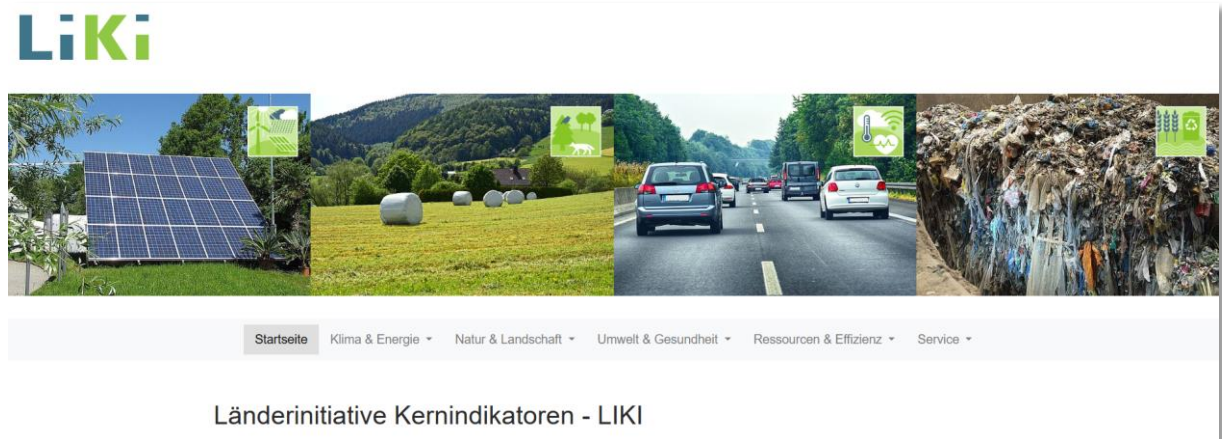 LiKi
Startseite Klima & Energie Natur & Landschaft Umwelt & Gesundheit Ressourcen & Effizienz Service
Länderinitiative Kernindikatoren - LIKI